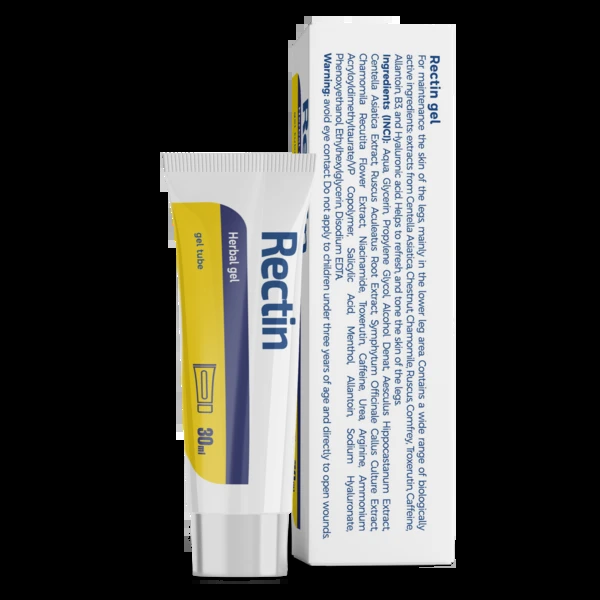 Rectin
Herbal gel
gel tube
30ml
Rectin gel
For maintenance the skin of the legs, mainly in the lower leg area. Contains a wide range of biologically
active ingredients: extracts from Centella Asiatica, Chestnut, Chamomile, Ruscus, Comfrey, Troxerutin, Caffeine,
Allantoin, B3, and Hyaluronic acid. Helps to refresh and tone the skin of the legs.
Ingredients (INCI): Aqua, Glycerin, Propylene Glycol, Alcohol Denat, Aesculus Hippocastanum Extract,
Centella Asiatica Extract, Ruscus Aculeatus Root Extract, Symphytum Officinale Callus Culture Extract,
Chamomilla Recutita Flower Extract, Niacinamide, Troxerutin, Caffeine, Urea, Arginine, Ammonium
Acryloyldimethyltaurate/VP Copolymer, Salicylic Acid, Menthol, Allantoin, Sodium Hyaluronate,
Phenoxyethanol, Ethylhexylglycerin, Disodium EDTA.
Warning: avoid eye contact. Do not apply to children under three years of age and directly to open wounds.